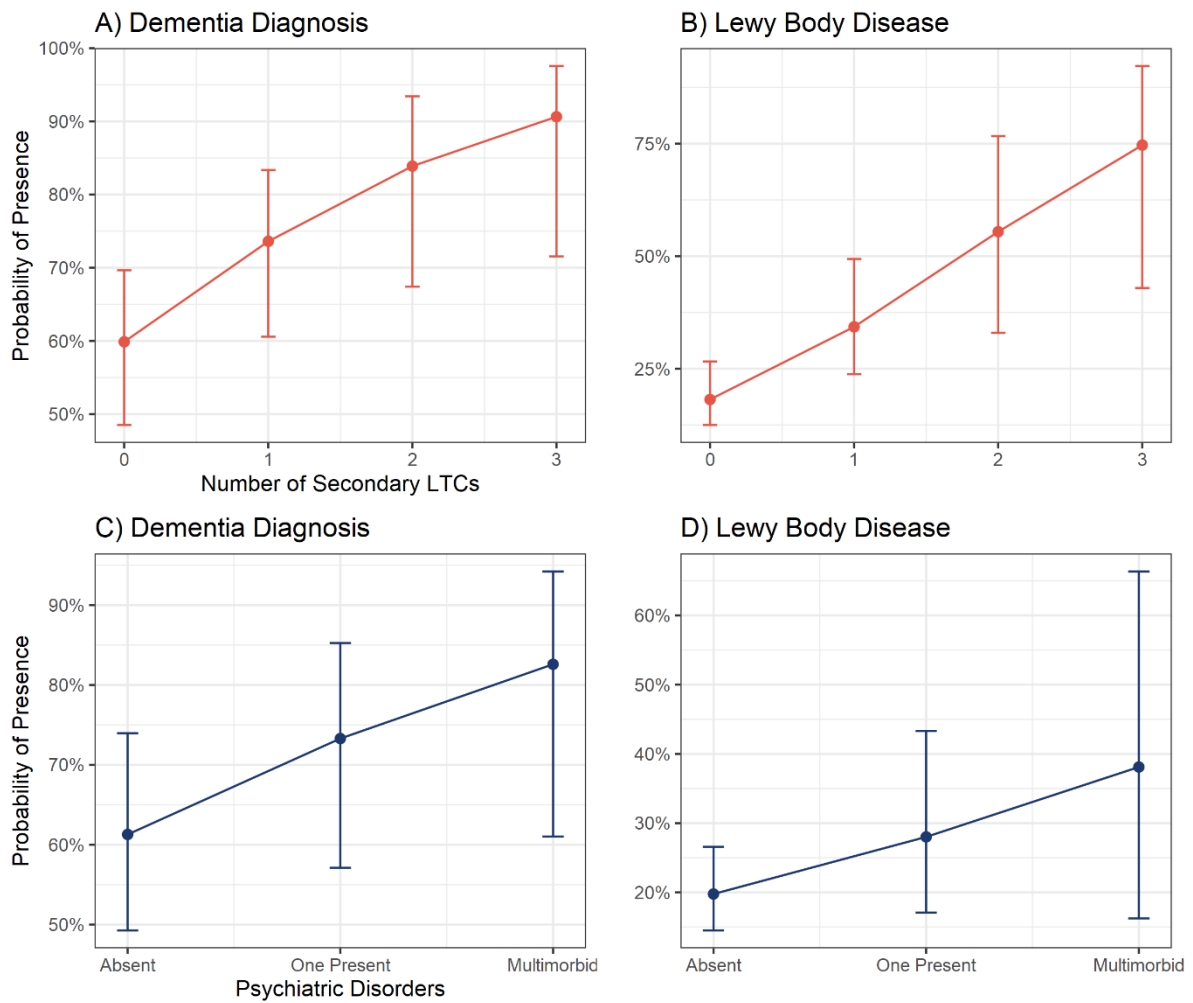 A) Dementia Diagnosis
Probability of Presence
100%
90%
80%
70%
60%
50%
0 1 2 3
Number of Secondary LTCs
B) Lewy Body Disease
75%
50%
25%
0 1 2 3
C) Dementia Diagnosis
Probability of Presence
90%
80%
70%
60%
50%
Absent One Present Multimorbid
Psychiatric Disorders
D) Lewy Body Disease
60%
50%
40%
30%
20%
Absent One Present Multimorbid